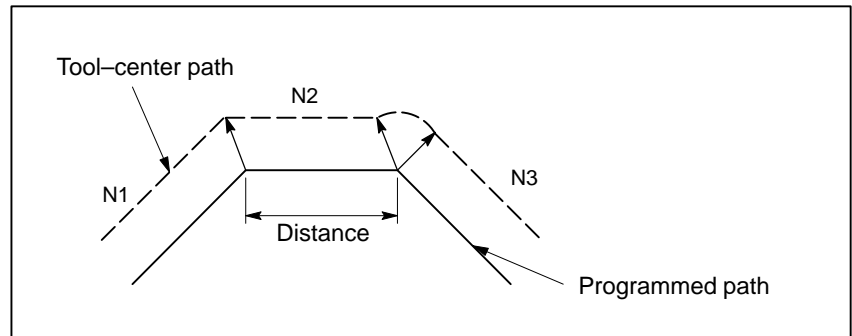 Tool–center path
N2
N1
N3
Distance
Programmed path